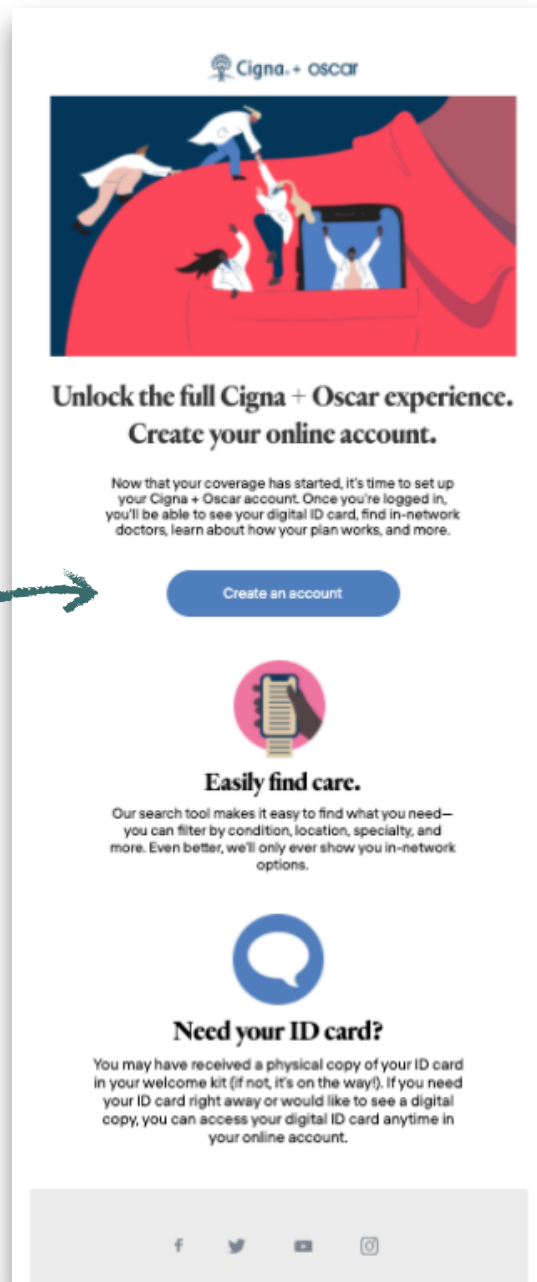 Cigna + oscar
Unlock the full Cigna + Oscar experience.
Create your online account.
Now that your coverage has started, it's time to set up
your Cigna + Oscar account. Once you're logged in,
you'll be able to see your digital ID card, find in-network
doctors, learn about how your plan works, and more.
Create an account
Easily find care.
Our search tool makes it easy to find what you need—
you can filter by condition, location, specialty, and
more. Even better, we'll only ever show you in-network
options.
Need your ID card?
You may have received a physical copy of your ID card
in your welcome kit (if not, it's on the way!). If you need
your ID card right away or would like to see a digital
copy, you can access your digital ID card anytime in
your online account.